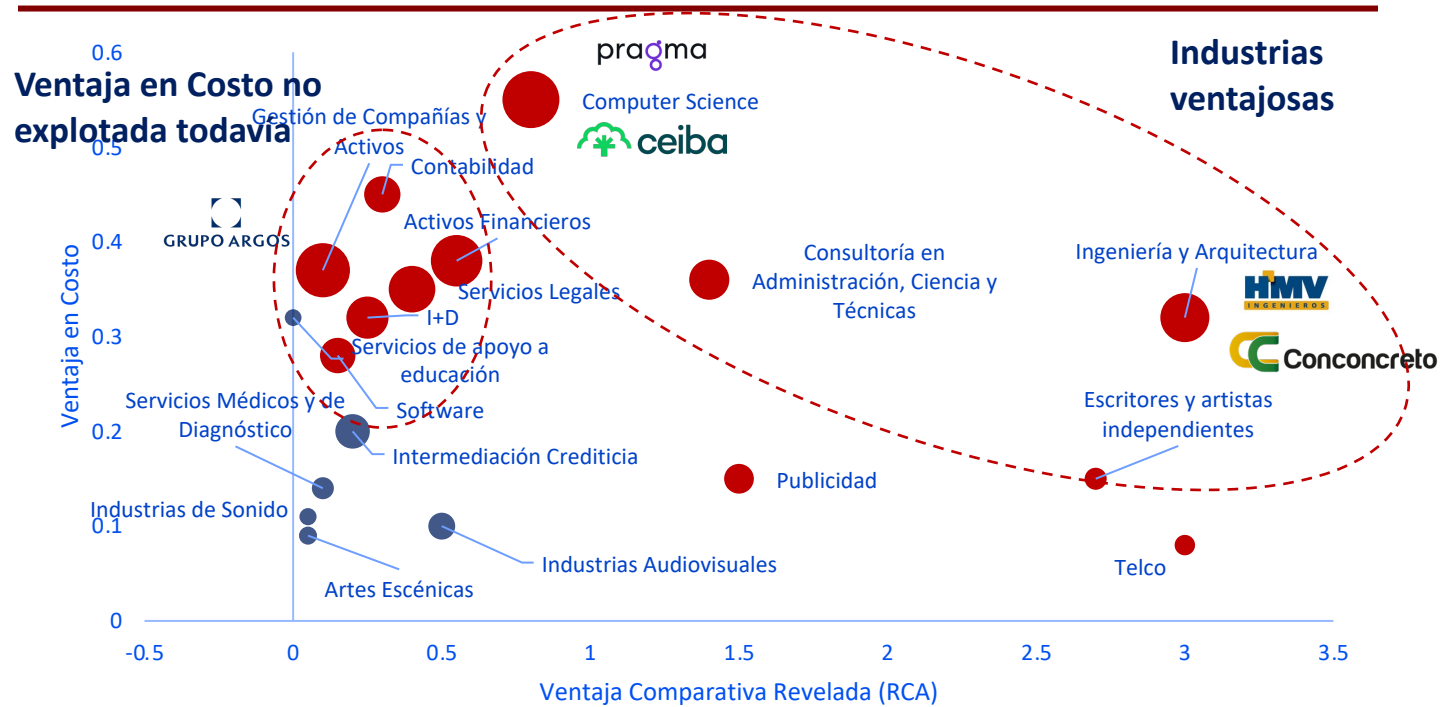 Ventaja en Costo no
explotada todavía
Industrias
ventajosas
pragma
Computer Science
ceiba
Gestión de Compañías y
Activos
Contabilidad
GRUPO ARGOS
Activos Financieros
Servicios Legales
I+D
Servicios de apoyo a
educación
Software
Consultoría en
Administración, Ciencia y
Técnicas
Ingeniería y Arquitectura
HMV
INGENIEROS
Conconcreto
Escritores y artistas
independientes
Servicios Médicos y de
Diagnóstico
Intermediación Crediticia
Publicidad
Industrias de Sonido
Industrias Audiovisuales
Artes Escénicas
Telco
Ventaja en Costo
0.6
0.5
0.4
0.3
0.2
0.1
0
-0.5
0
0.5
1
1.5
2
2.5
3
3.5
Ventaja Comparativa Revelada (RCA)